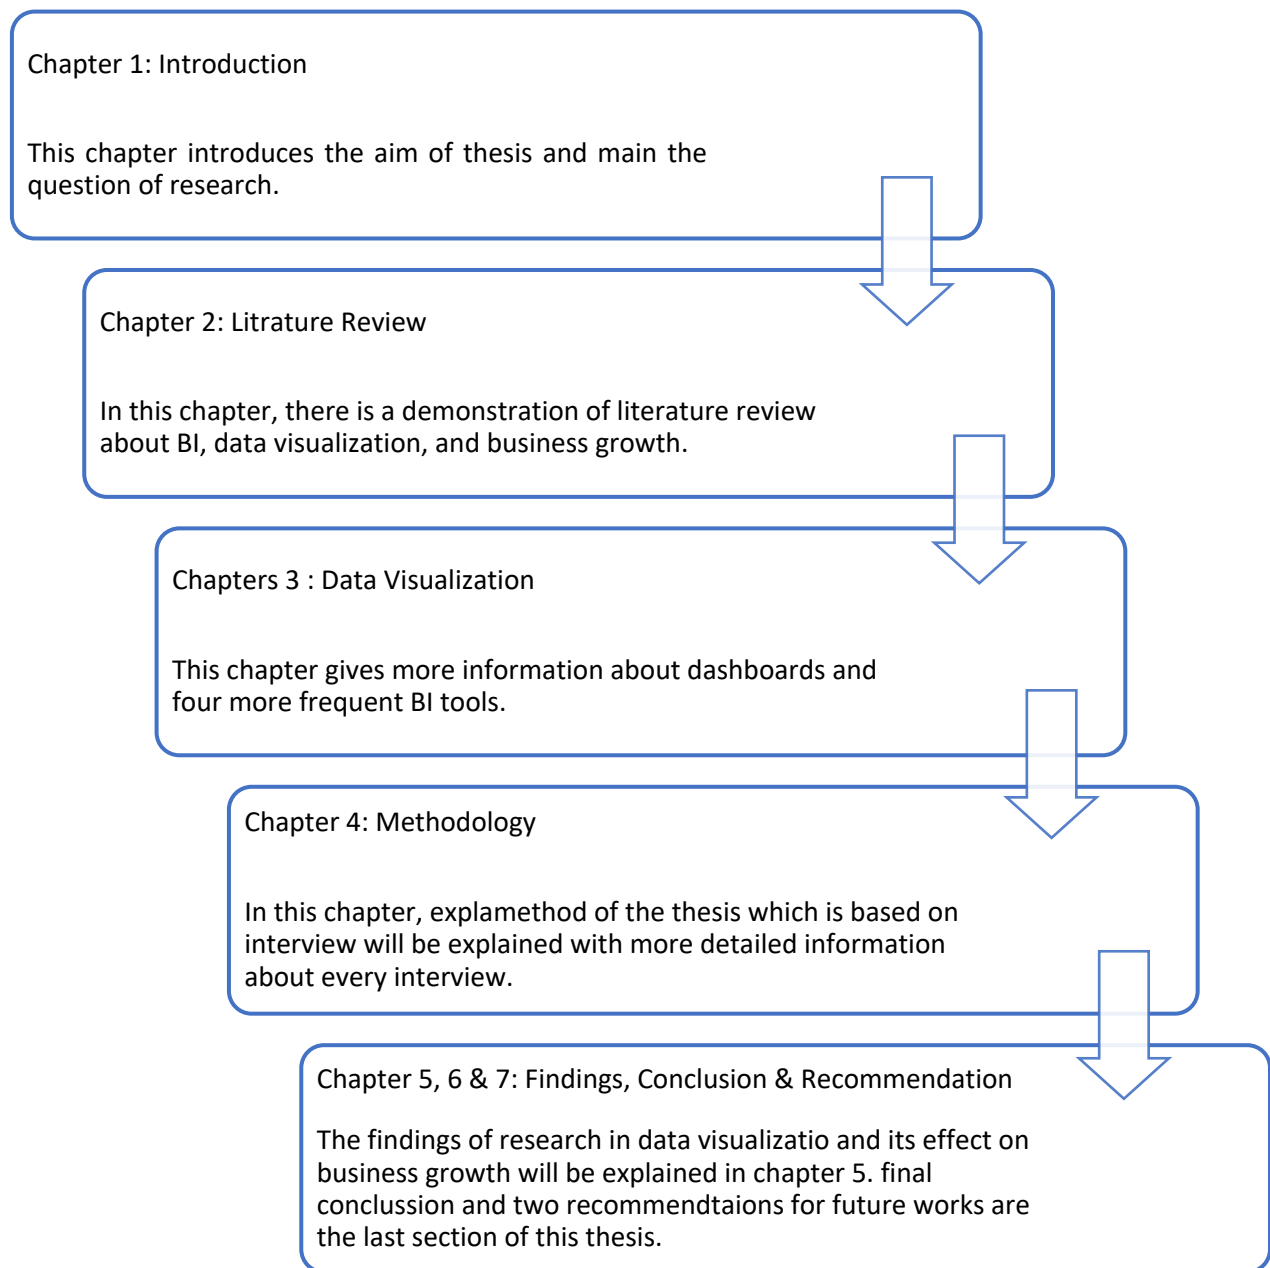 Chapter 1: Introduction
This chapter introduces the aim of thesis and main the
question of research.
Chapter 2: Litrature Review
In this chapter, there is a demonstration of literature review
about BI, data visualization, and business growth.
Chapters 3 : Data Visualization
This chapter gives more information about dashboards and
four more frequent BI tools.
Chapter 4: Methodology
In this chapter, explamethod of the thesis which is based on
interview will be explained with more detailed information
about every interview.
Chapter 5, 6 & 7: Findings, Conclusion & Recommendation
The findings of research in data visualizatio and its effect on
business growth will be explained in chapter 5. final
conclussion and two recommendtaions for future works are
the last section of this thesis.